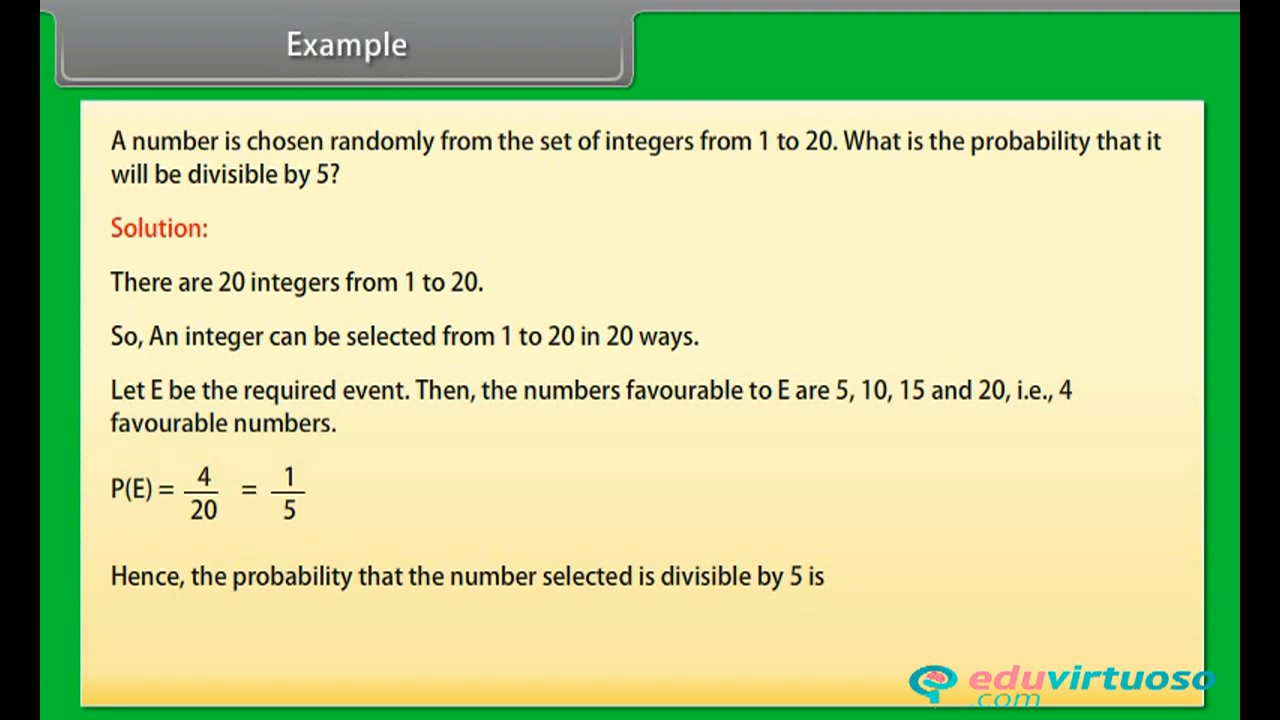 Example
A number is chosen randomly from the set of integers from 1 to 20. What is the probability that it
will be divisible by 5?
Solution:
There are 20 integers from 1 to 20.
So, An integer can be selected from 1 to 20 in 20 ways.
Let E be the required event. Then, the numbers favourable to E are 5, 10, 15 and 20, i.e., 4
favourable numbers.
P(E) = 4/20 = 1/5
Hence, the probability that the number selected is divisible by 5 is
eduvirtuoso
.com